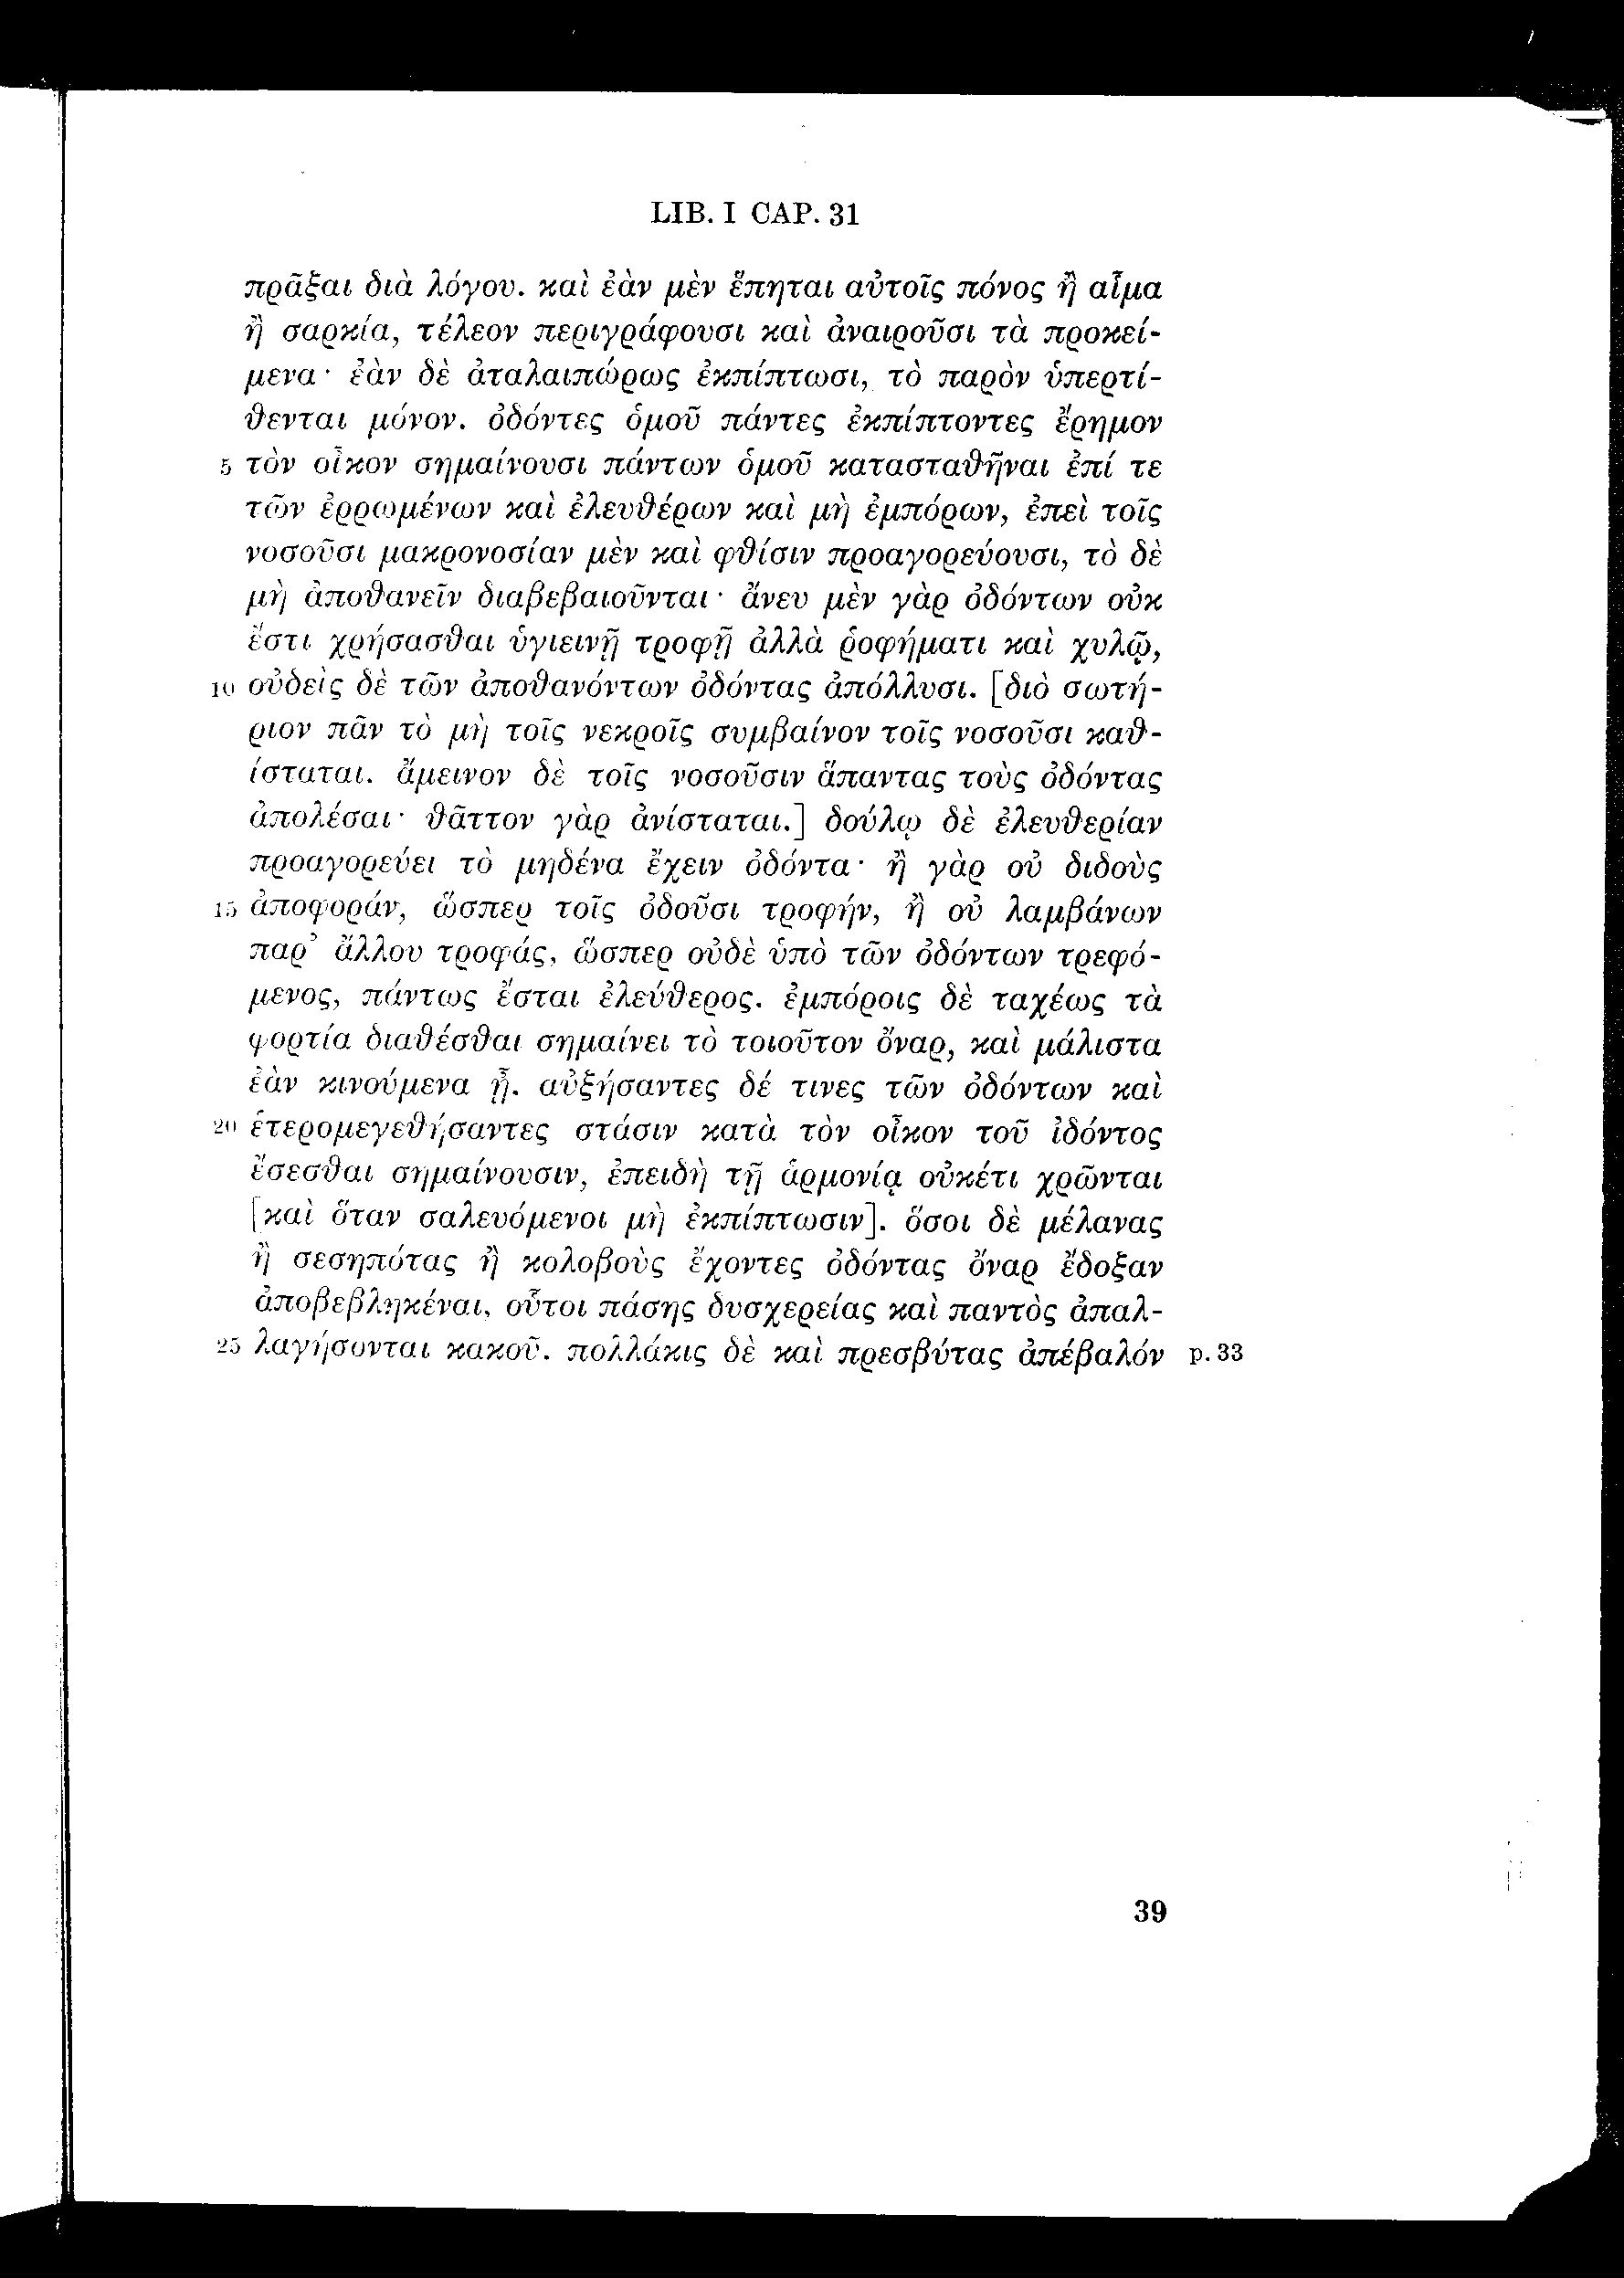 LIB. I CAP. 31
πρᾶξαι διὰ λόγου. καὶ ἐὰν μὲν ἕπηται αὐτοῖς πόνος ἢ αἷμα
ἢ σαρκία, τέλεον περιγράφουσι καὶ ἀναιροῦσι τὰ προκεί-
μενα· ἐὰν δὲ ἀταλαιπώρως ἐκπίπτωσι, τὸ παρὸν ὑπερτί-
θενται μόνον. ὀδόντες ὁμοῦ πάντες ἐκπίπτοντες ἔρημον
5 τὸν οἶκον σημαίνουσι πάντων ὁμοῦ κατασταθῆναι ἐπί τε
τῶν ἐρρωμένων καὶ ἐλευθέρων καὶ μὴ ἐμπόρων, ἐπεὶ τοῖς
νοσοῦσι μακρονοσίαν μὲν καὶ φθίσιν προαγορεύουσι, τὸ δὲ
μὴ ἀποθανεῖν διαβεβαιοῦνται· ἄνευ μὲν γὰρ ὀδόντων οὐκ
ἔστι χρήσασθαι ὑγιεινῇ τροφῇ ἀλλὰ ῥοφήματι καὶ χυλῷ,
10 οὐδεὶς δὲ τῶν ἀποθανόντων ὀδόντας ἀπόλλυσι. [διὸ σωτή-
ριον πᾶν τὸ μὴ τοῖς νεκροῖς συμβαίνον τοῖς νοσοῦσι καθ-
ίσταται. ἄμεινον δὲ τοῖς νοσοῦσιν ἅπαντας τοὺς ὀδόντας
ἀπολέσαι· θᾶττον γὰρ ἀνίσταται.] δούλῳ δὲ ἐλευθερίαν
προαγορεύει τὸ μηδένα ἔχειν ὀδόντα· ἢ γὰρ οὐ διδοὺς
15 ἀποφοράν, ὥσπερ τοῖς ὀδοῦσι τροφήν, ἢ οὐ λαμβάνων
παρ᾽ ἄλλου τροφάς, ὥσπερ οὐδὲ ὑπὸ τῶν ὀδόντων τρεφό-
μενος, πάντως ἔσται ἐλεύθερος. ἐμπόροις δὲ ταχέως τὰ
φορτία διαθέσθαι σημαίνει τὸ τοιοῦτον ὄναρ, καὶ μάλιστα
ἐὰν κινούμενα ᾖ. αὐξήσαντες δέ τινες τῶν ὀδόντων καὶ
20 ἑτερομεγεθήσαντες στάσιν κατὰ τὸν οἶκον τοῦ ἰδόντος
ἔσεσθαι σημαίνουσιν, ἐπειδὴ τῇ ἁρμονίᾳ οὐκέτι χρῶνται
[καὶ ὅταν σαλευόμενοι μὴ ἐκπίπτωσιν]. ὅσοι δὲ μέλανας
ἢ σεσηπότας ἢ κολοβοὺς ἔχοντες ὀδόντας ὄναρ ἔδοξαν
ἀποβεβληκέναι, οὗτοι πάσης δυσχερείας καὶ παντὸς ἀπαλ-
25 λαγήσονται κακοῦ. πολλάκις δὲ καὶ πρεσβύτας ἀπέβαλόν p. 33
39